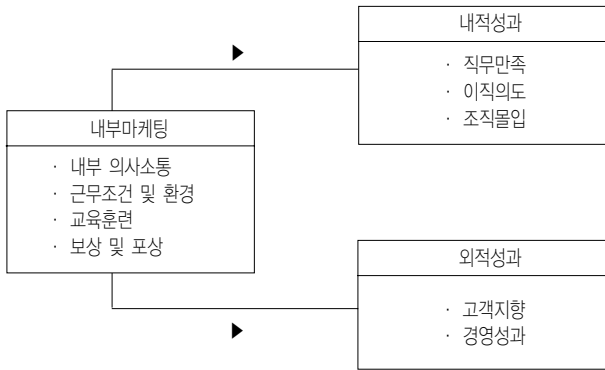 내적성과
· 직무만족
· 이직의도
· 조직몰입
내부마케팅
· 내부 의사소통
· 근무조건 및 환경
· 교육훈련
· 보상 및 포상
외적성과
· 고객지향
· 경영성과